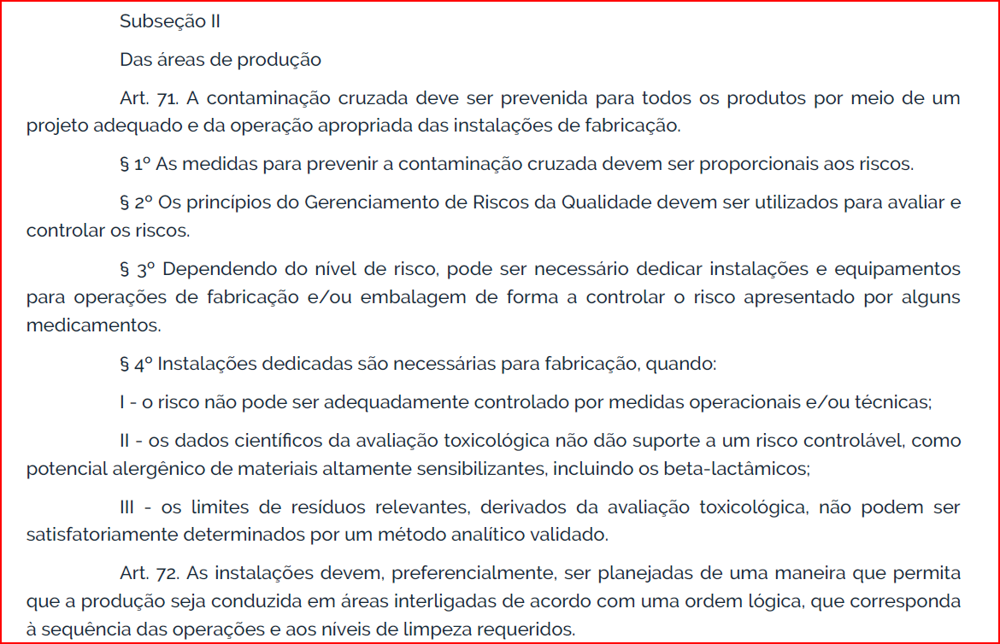 Subseção II
Das áreas de produção
Art. 71. A contaminação cruzada deve ser prevenida para todos os produtos por meio de um
projeto adequado e da operação apropriada das instalações de fabricação.
§ 1º As medidas para prevenir a contaminação cruzada devem ser proporcionais aos riscos.
§ 2º Os princípios do Gerenciamento de Riscos da Qualidade devem ser utilizados para avaliar e
controlar os riscos.
§ 3º Dependendo do nível de risco, pode ser necessário dedicar instalações e equipamentos
para operações de fabricação e/ou embalagem de forma a controlar o risco apresentado por alguns
medicamentos.
§ 4º Instalações dedicadas são necessárias para fabricação, quando:
I - o risco não pode ser adequadamente controlado por medidas operacionais e/ou técnicas;
II - os dados científicos da avaliação toxicológica não dão suporte a um risco controlável, como
potencial alergênico de materiais altamente sensibilizantes, incluindo os beta-lactâmicos;
III - os limites de resíduos relevantes, derivados da avaliação toxicológica, não podem ser
satisfatoriamente determinados por um método analítico validado.
Art. 72. As instalações devem, preferencialmente, ser planejadas de uma maneira que permita
que a produção seja conduzida em áreas interligadas de acordo com uma ordem lógica, que corresponda
à sequência das operações e aos níveis de limpeza requeridos.